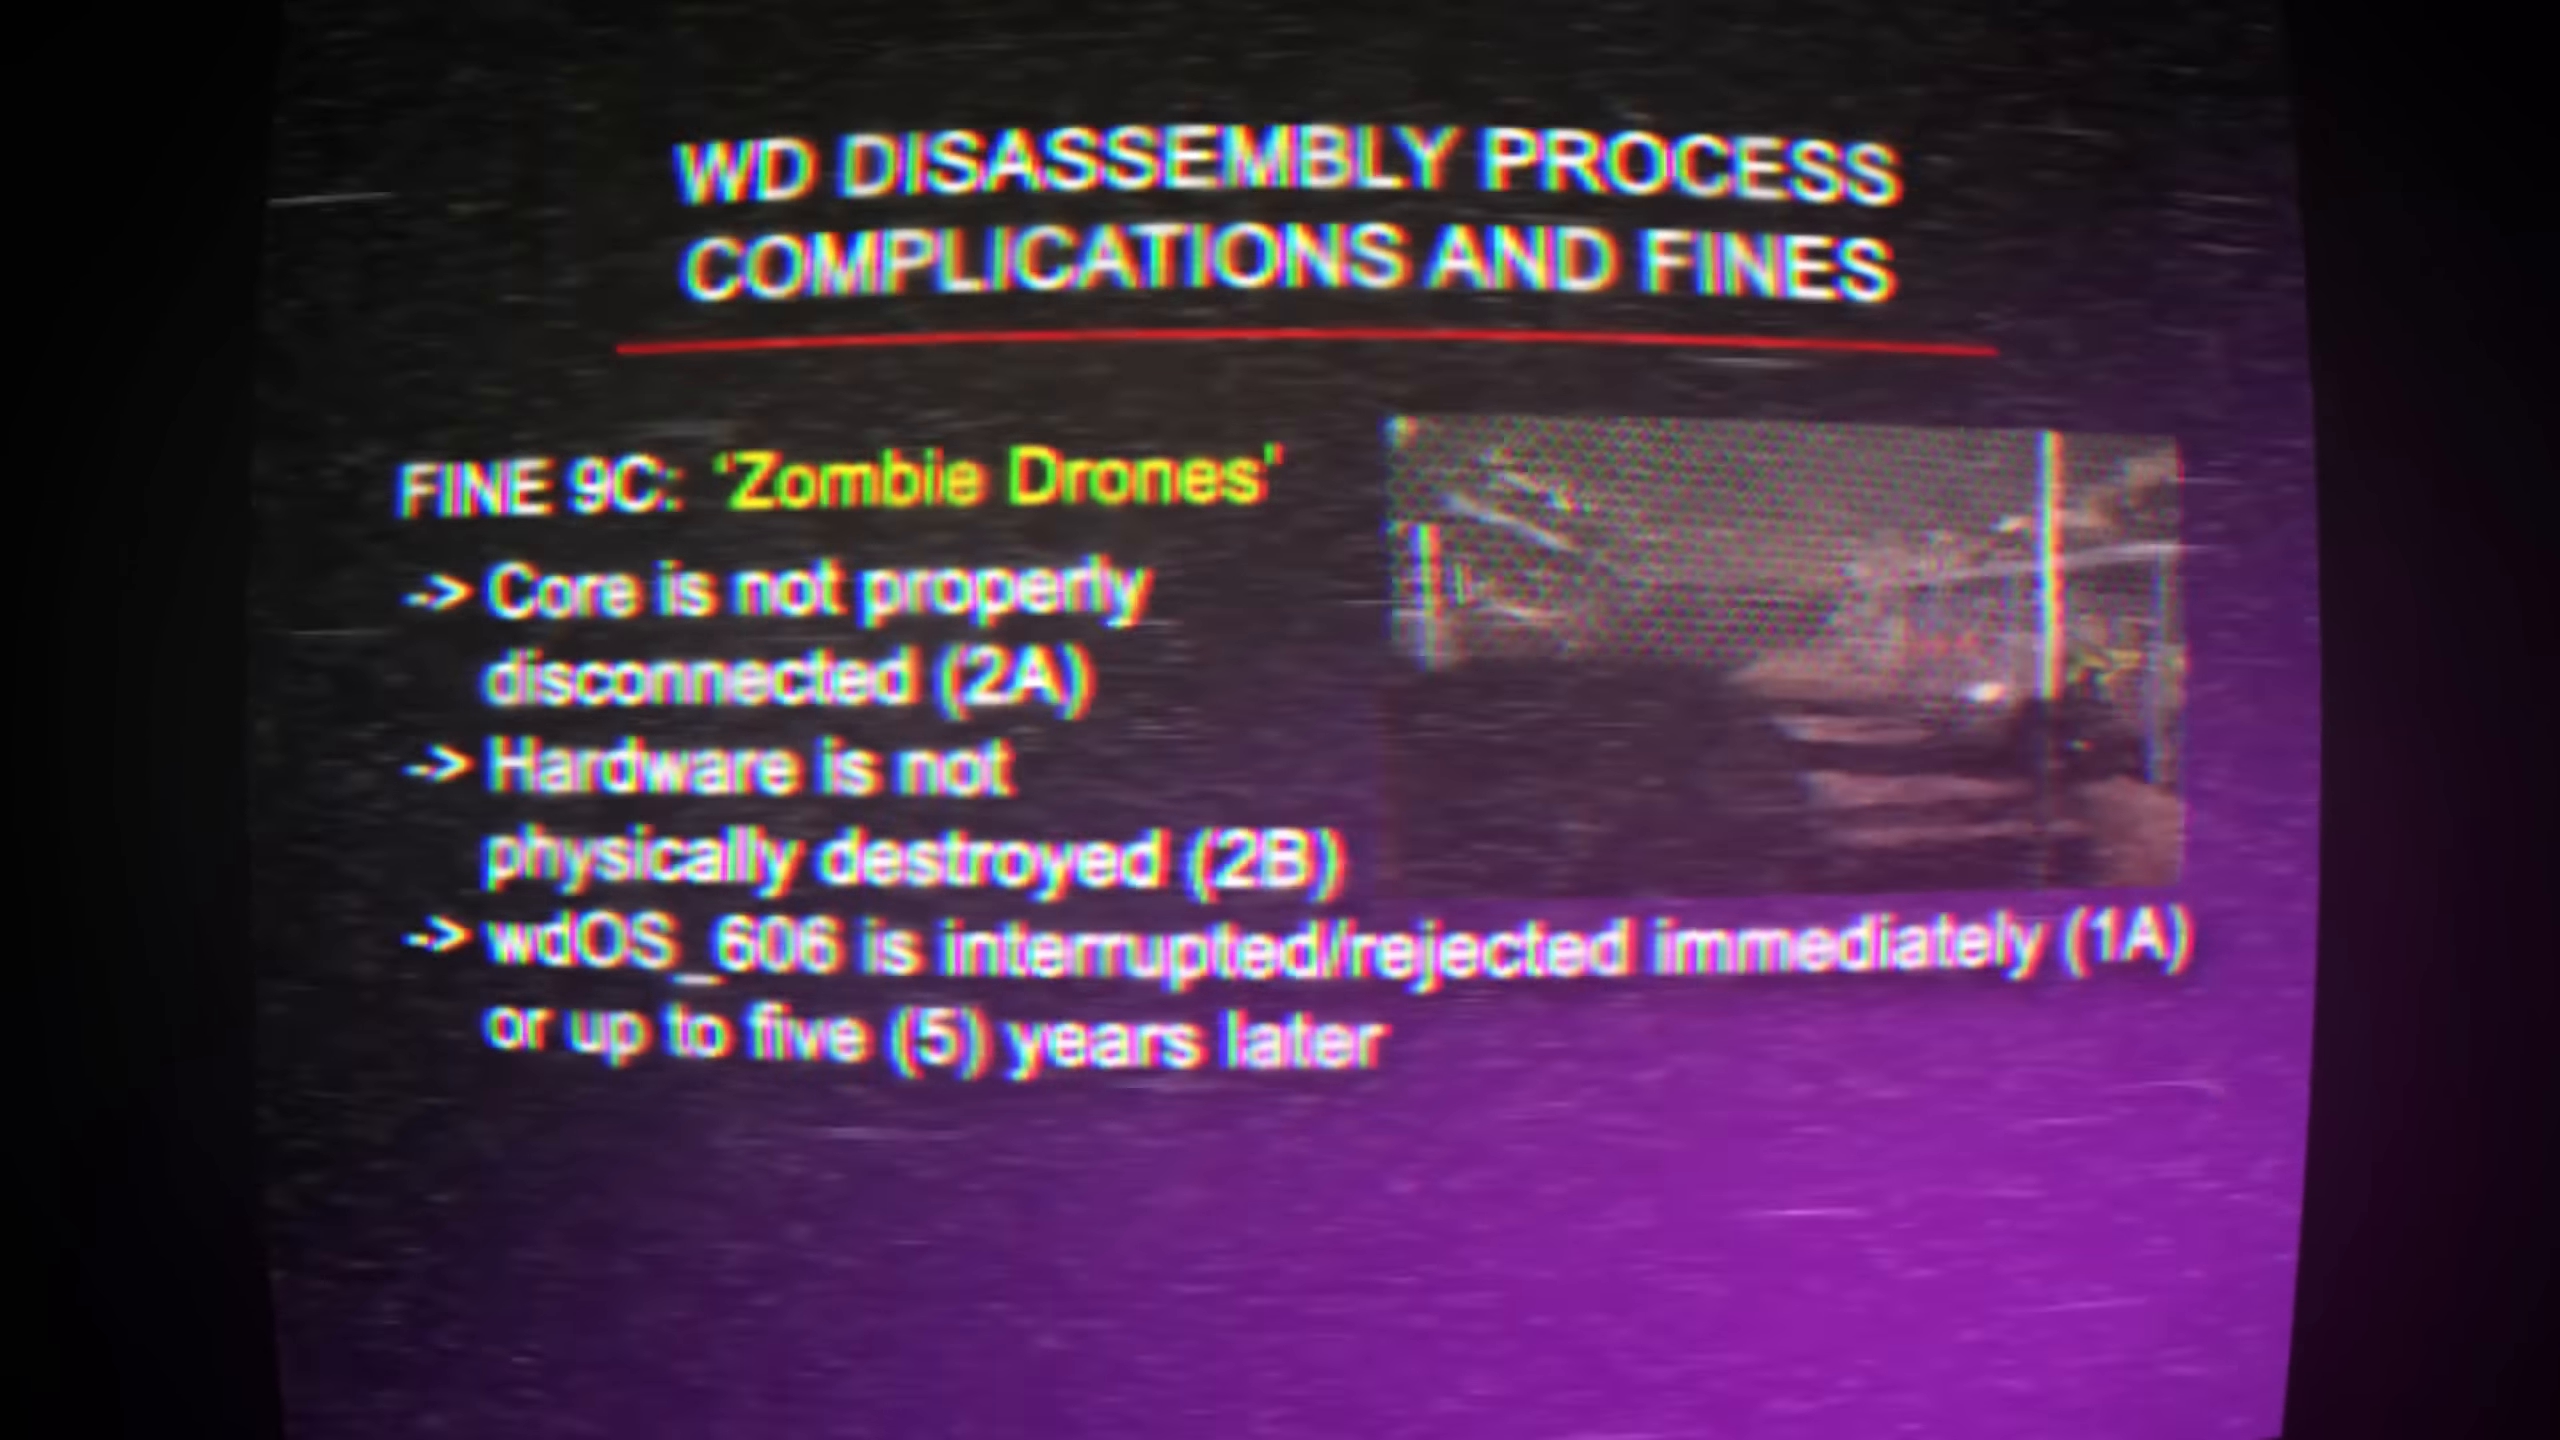 WD DISASSEMBLY PROCESS
COMPLICATIONS AND FINES
FINE 9C: 'Zombie Drones'
-> Core is not properly
disconnected (2A)
-> Hardware is not
physically destroyed (2B)
-> wdOS_606 is interrupted/rejected immediately (1A)
or up to five (5) years later